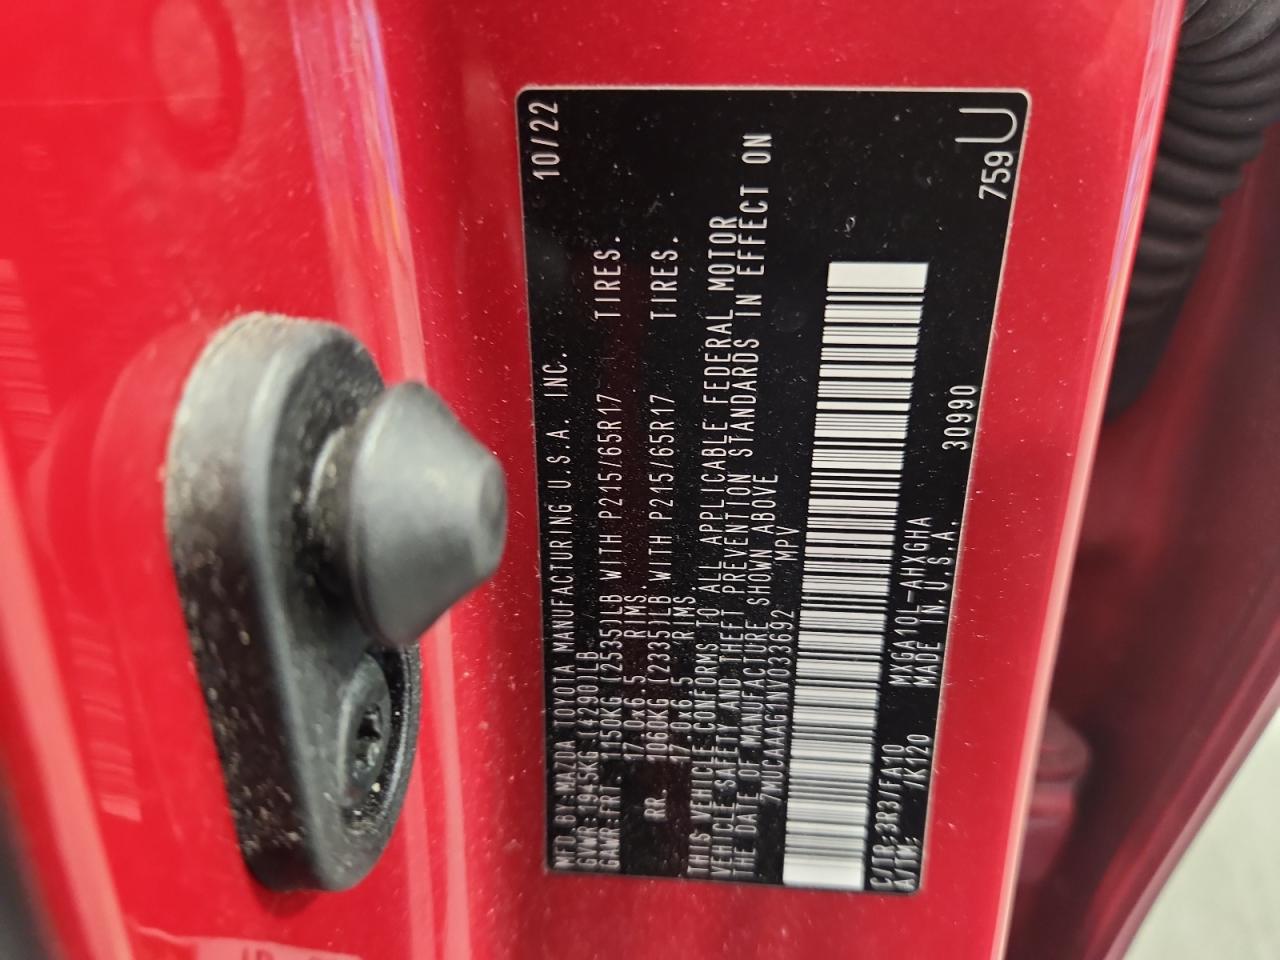 MFD.BY:MAZDA TOYOTA MANUFACTURING U.S.A. INC. 10/22
GVWR:1945KG (4290)LB
GAWR:FRT. 1150KG (2535)LB WITH P215/65R17 TIRES.
17.0x6.5 RIMS.
RR. 1060KG (2335)LB WITH P215/65R17 TIRES.
17.0x6.5 RIMS
THIS VEHICLE CONFORMS TO ALL APPLICABLE FEDERAL MOTOR
VEHICLE SAFETY AND THEFT PREVENTION STANDARDS IN EFFECT ON
THE DATE OF MANUFACTURE SHOWN ABOVE
7MUCAAAG1NV033692 MPV
C/TR:3R3/FA10 MXGA10L-AHXGHA 30990
A/TM: /K120 MADE IN U.S.A. 759U